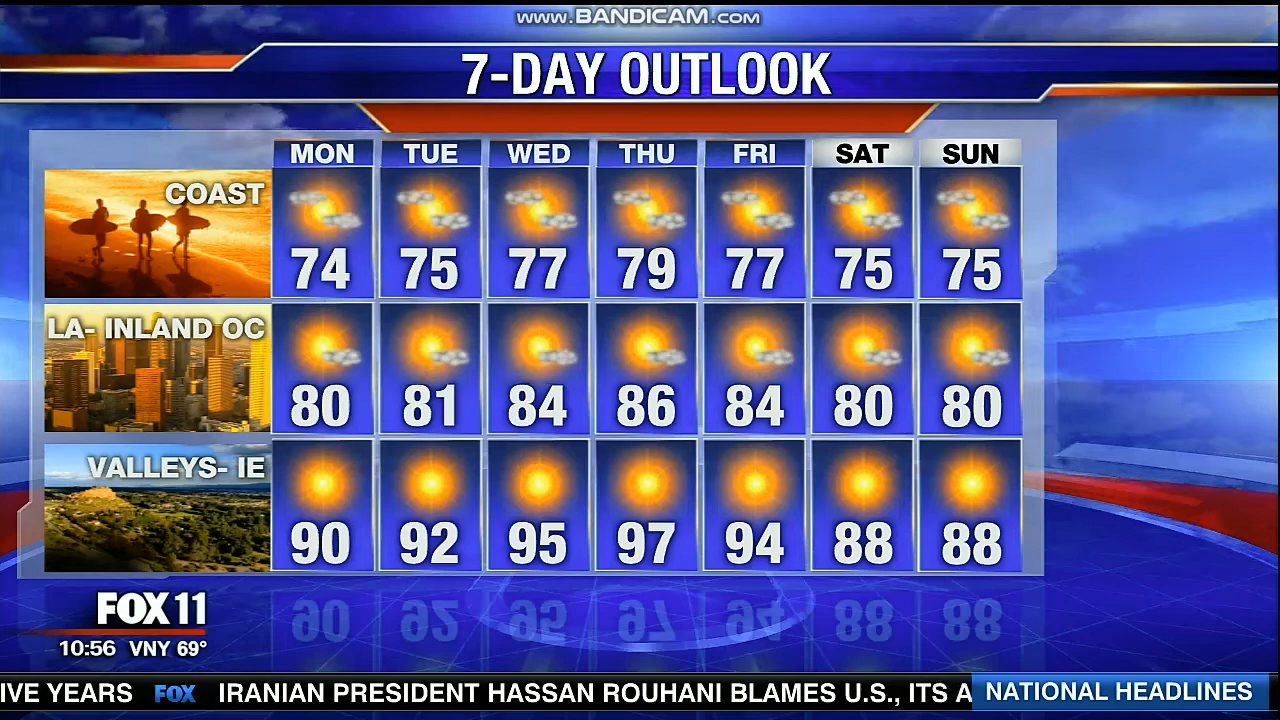 www.BANDICAM.com
7-DAY OUTLOOK
MON TUE WED THU FRI SAT SUN
COAST
74 75 77 79 77 75 75
LA- INLAND OC
80 81 84 86 84 80 80
VALLEYS- IE
90 92 95 97 94 88 88
FOX 11
10:56 VNY 69°
IVE YEARS FOX IRANIAN PRESIDENT HASSAN ROUHANI BLAMES U.S., ITS A NATIONAL HEADLINES